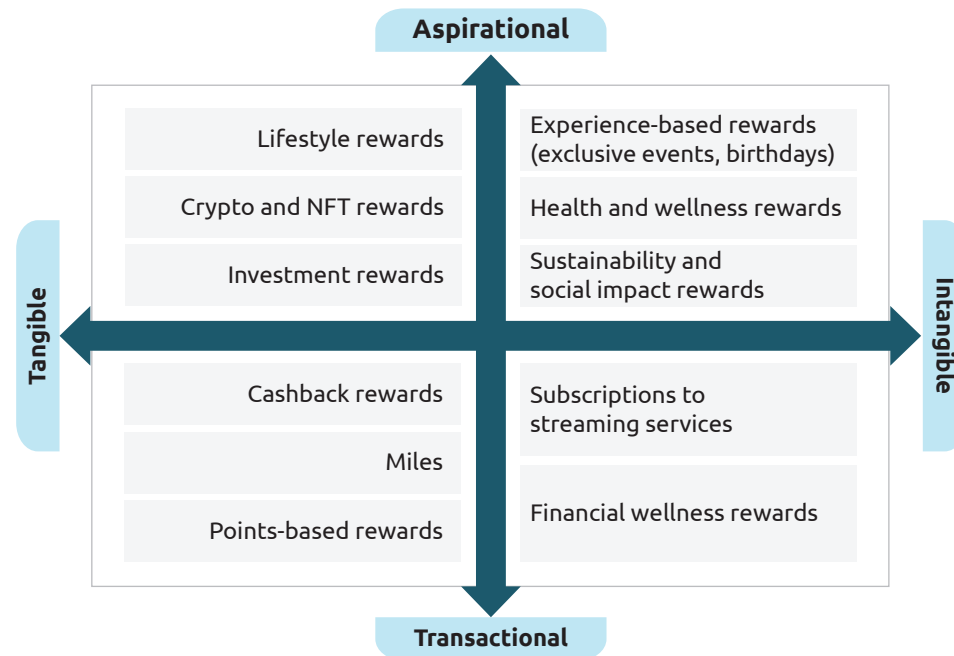 Aspirational
Lifestyle rewards
Crypto and NFT rewards
Investment rewards
Experience-based rewards
(exclusive events, birthdays)
Health and wellness rewards
Sustainability and
social impact rewards
Tangible
Intangible
Cashback rewards
Miles
Points-based rewards
Subscriptions to
streaming services
Financial wellness rewards
Transactional